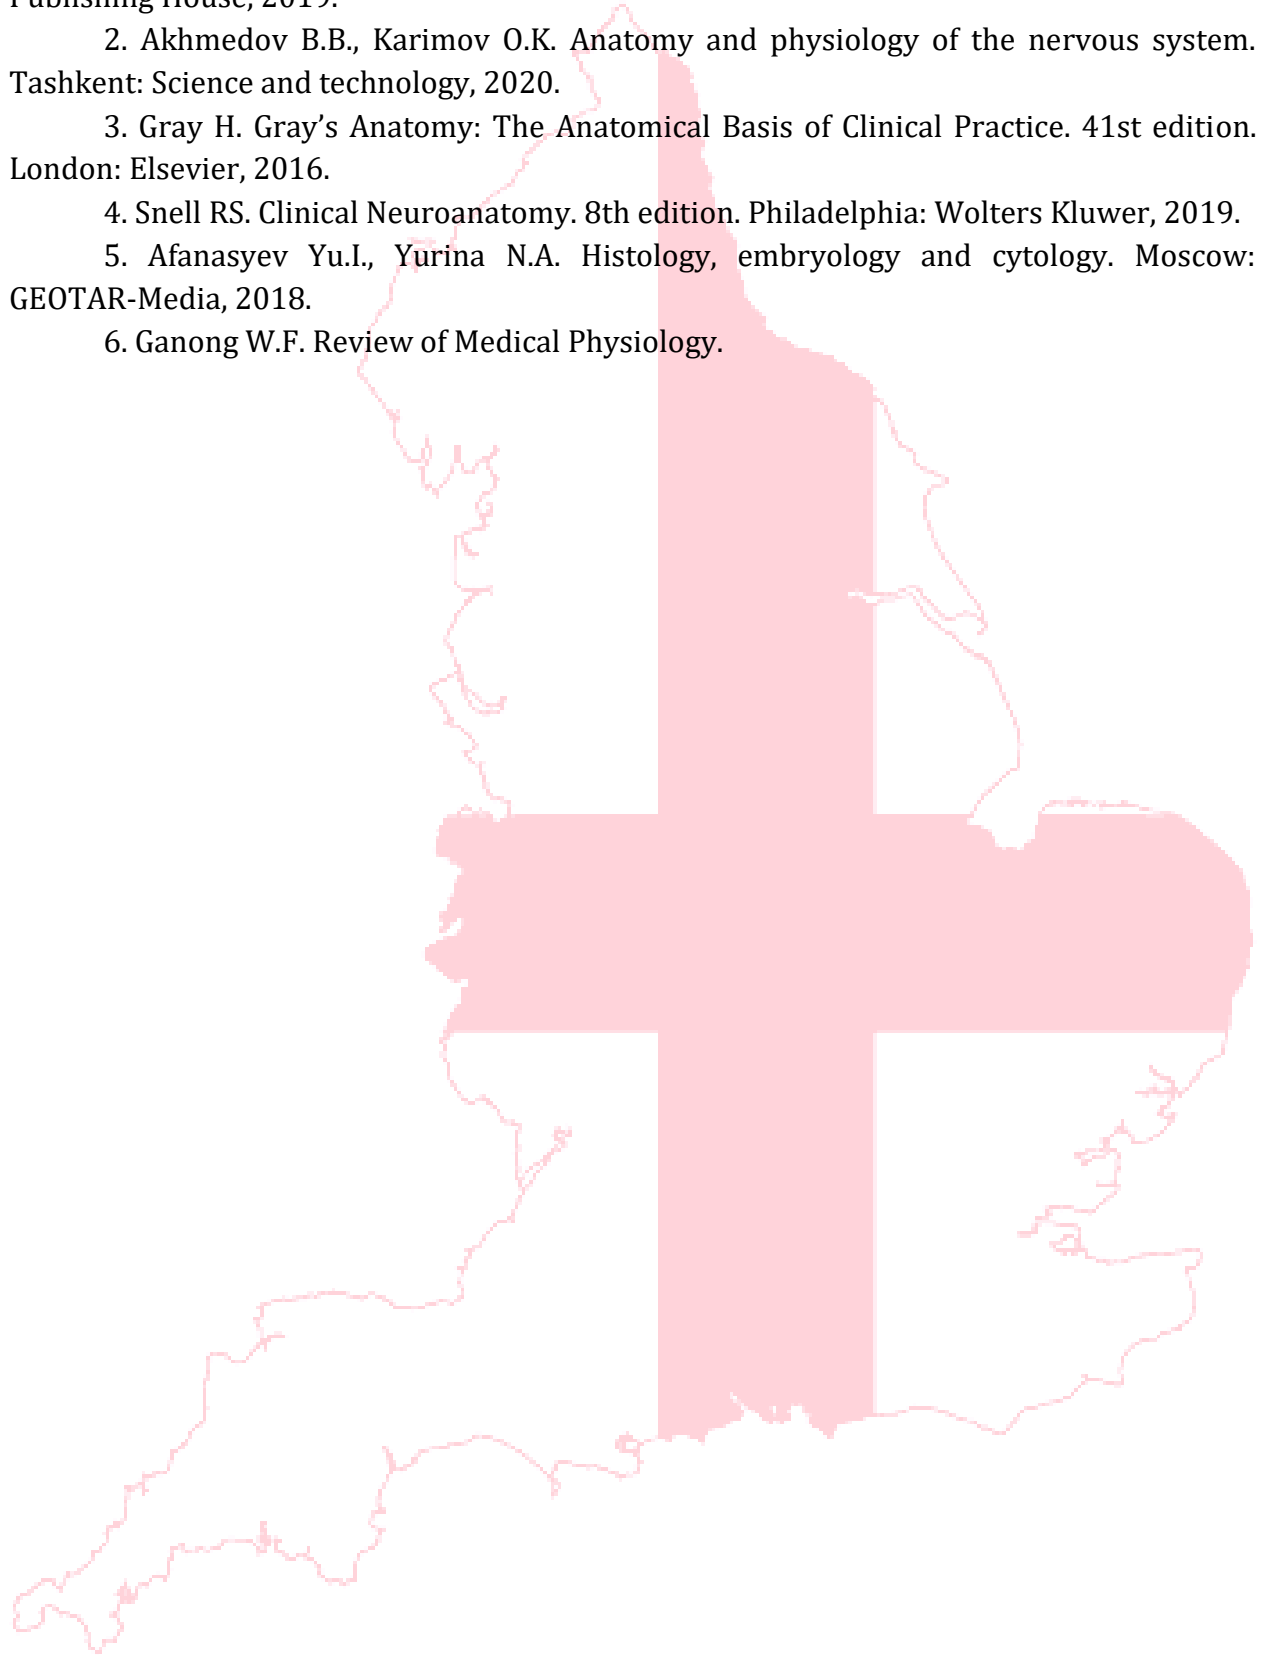 Publishing House, 2019.
2. Akhmedov B.B., Karimov O.K. Anatomy and physiology of the nervous system.
Tashkent: Science and technology, 2020.
3. Gray H. Gray’s Anatomy: The Anatomical Basis of Clinical Practice. 41st edition.
London: Elsevier, 2016.
4. Snell RS. Clinical Neuroanatomy. 8th edition. Philadelphia: Wolters Kluwer, 2019.
5. Afanasyev Yu.I., Yurina N.A. Histology, embryology and cytology. Moscow:
GEOTAR-Media, 2018.
6. Ganong W.F. Review of Medical Physiology.